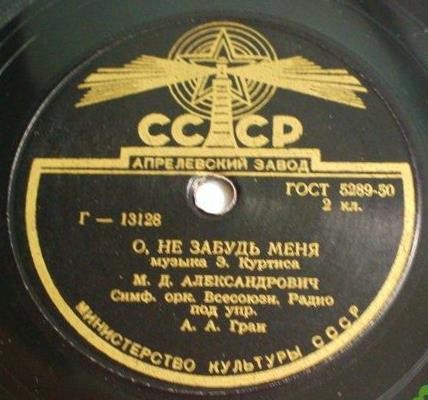 СССР
АПРЕЛЕВСКИЙ ЗАВОД
ГОСТ 5289-50
2 кл.
Г — 13128
О, НЕ ЗАБУДЬ МЕНЯ
музыка Э. Куртиса
М. Д. АЛЕКСАНДРОВИЧ
Симф. орк. Всесоюзн. Радио
под упр.
А. А. Гран
МИНИСТЕРСТВО КУЛЬТУРЫ СССР